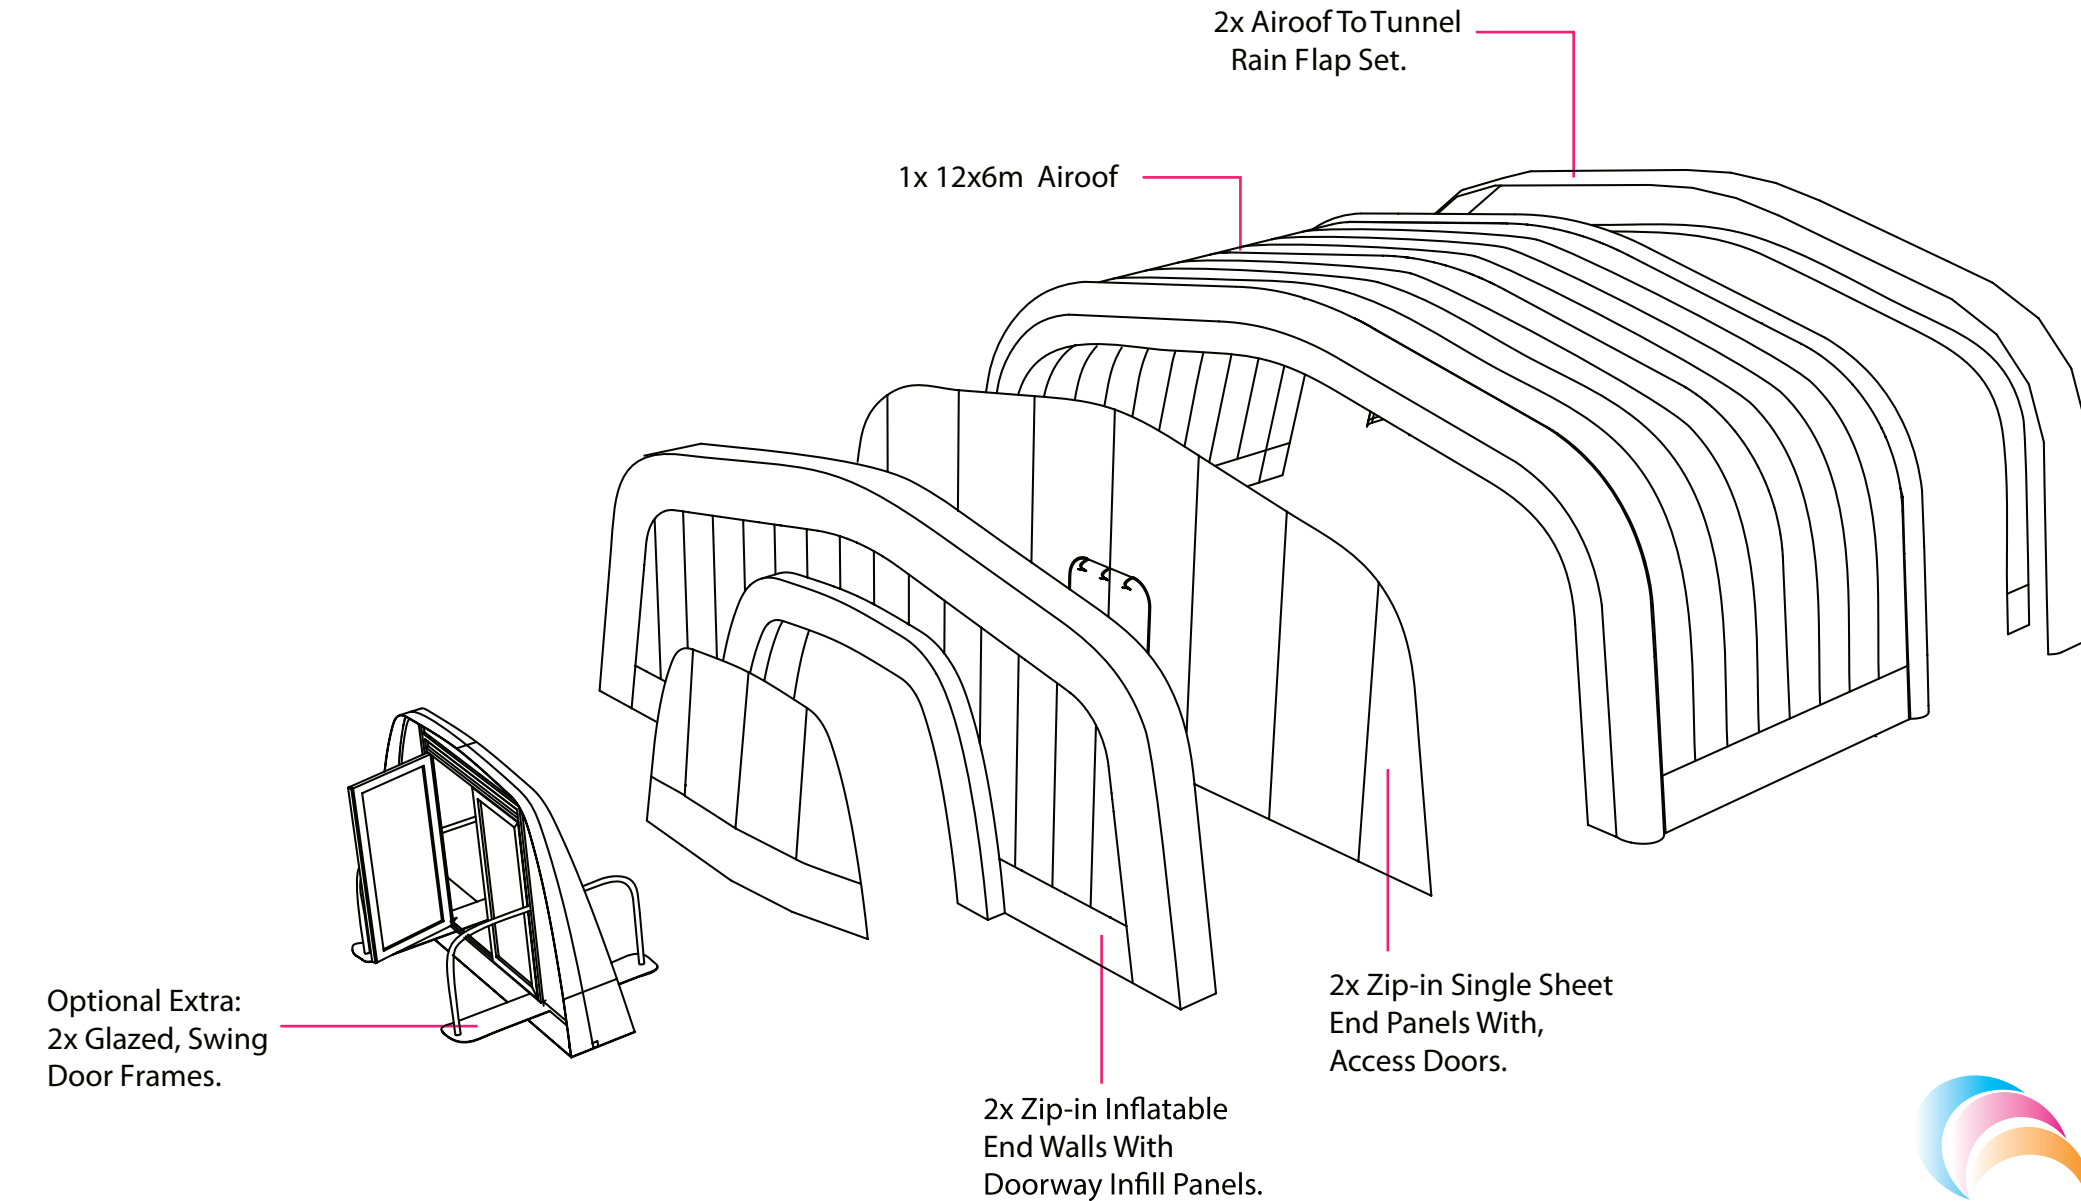 2x Airoof To Tunnel
Rain Flap Set.
1x 12x6m Airoof
Optional Extra:
2x Glazed, Swing
Door Frames.
2x Zip-in Single Sheet
End Panels With,
Access Doors.
2x Zip-in Inflatable
End Walls With
Doorway Infill Panels.